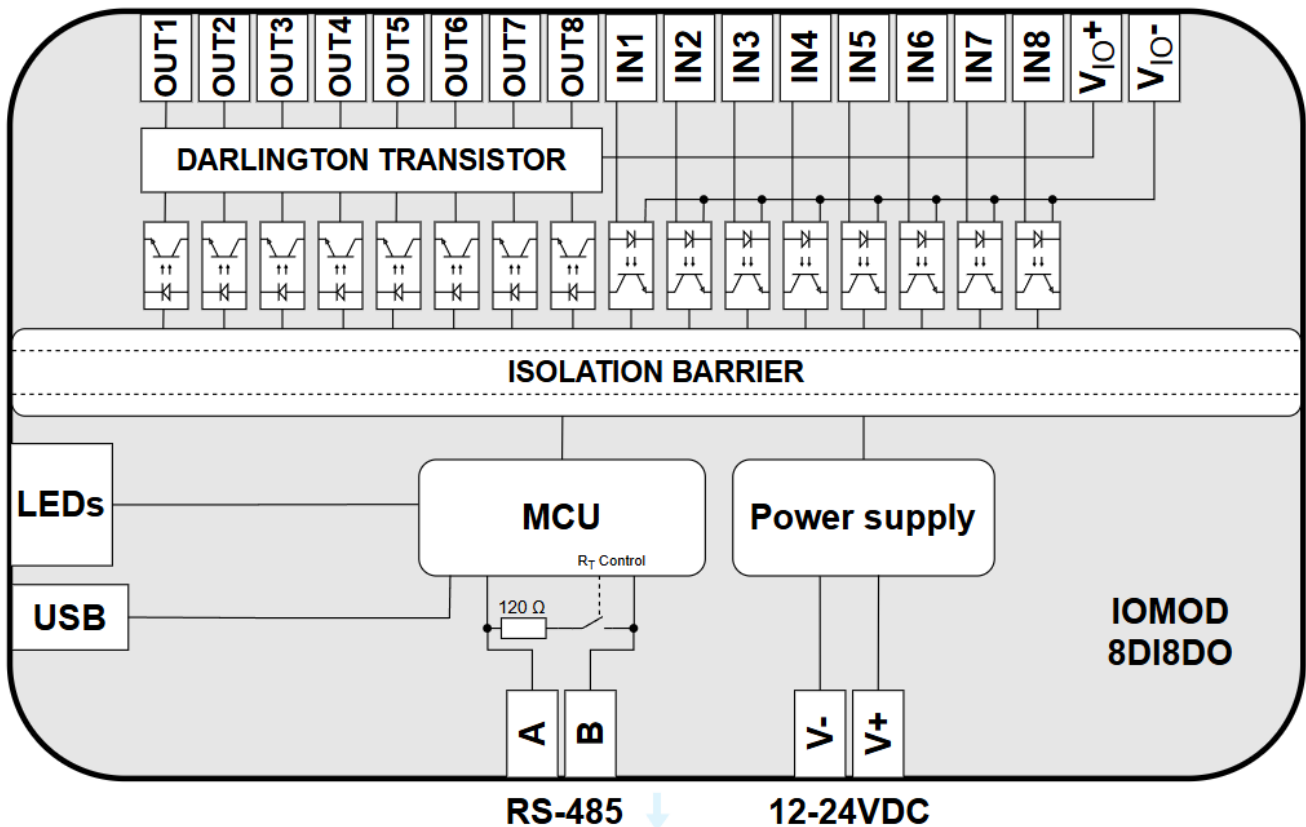 OUT1 OUT2 OUT3 OUT4 OUT5 OUT6 OUT7 OUT8 IN1 IN2 IN3 IN4 IN5 IN6 IN7 IN8 VIO+ VIO-
DARLINGTON TRANSISTOR
ISOLATION BARRIER
LEDs
MCU
Power supply
RT Control
USB
120 Ω
IOMOD
8DI8DO
A B V- V+
RS-485 12-24VDC